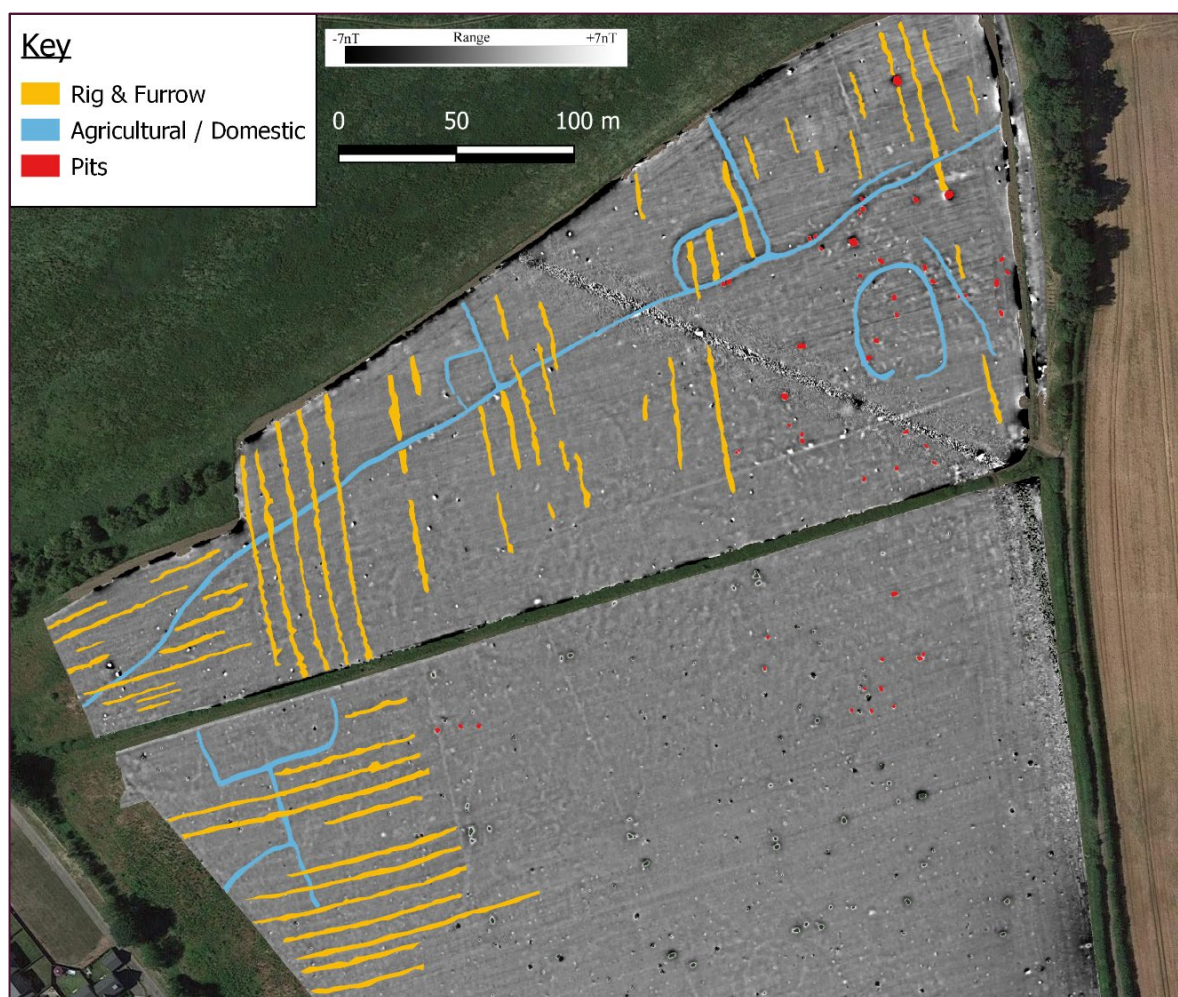 Key
Rig & Furrow
Agricultural / Domestic
Pits
-7nT Range +7nT
0 50 100 m